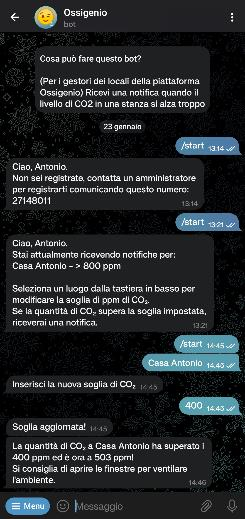 Ossigenio
bot
Cosa può fare questo bot?
(Per i gestori dei locali della piattaforma
Ossigenio) Ricevi una notifica quando il
livello di CO2 in una stanza si alza troppo
23 gennaio
/start 13:14
Ciao, Antonio.
Non sei registrato, contatta un amministratore
per registrarti comunicando questo numero:
27148011
13:14
/start 13:21
Ciao, Antonio.
Stai attualmente ricevendo notifiche per:
Casa Antonio – > 800 ppm
Seleziona un luogo dalla tastiera in basso per
modificare la soglia di ppm di CO₂.
Se la quantità di CO₂ supera la soglia impostata,
riceverai una notifica.
13:21
/start 14:45
Casa Antonio 14:45
Inserisci la nuova soglia di CO₂ 14:45
400 14:45
Soglia aggiornata! 14:45
La quantità di CO₂ a Casa Antonio ha superato i
400 ppm ed è ora a 503 ppm!
Si consiglia di aprire le finestre per ventilare
l'ambiente.
14:46
Menu
Messaggio